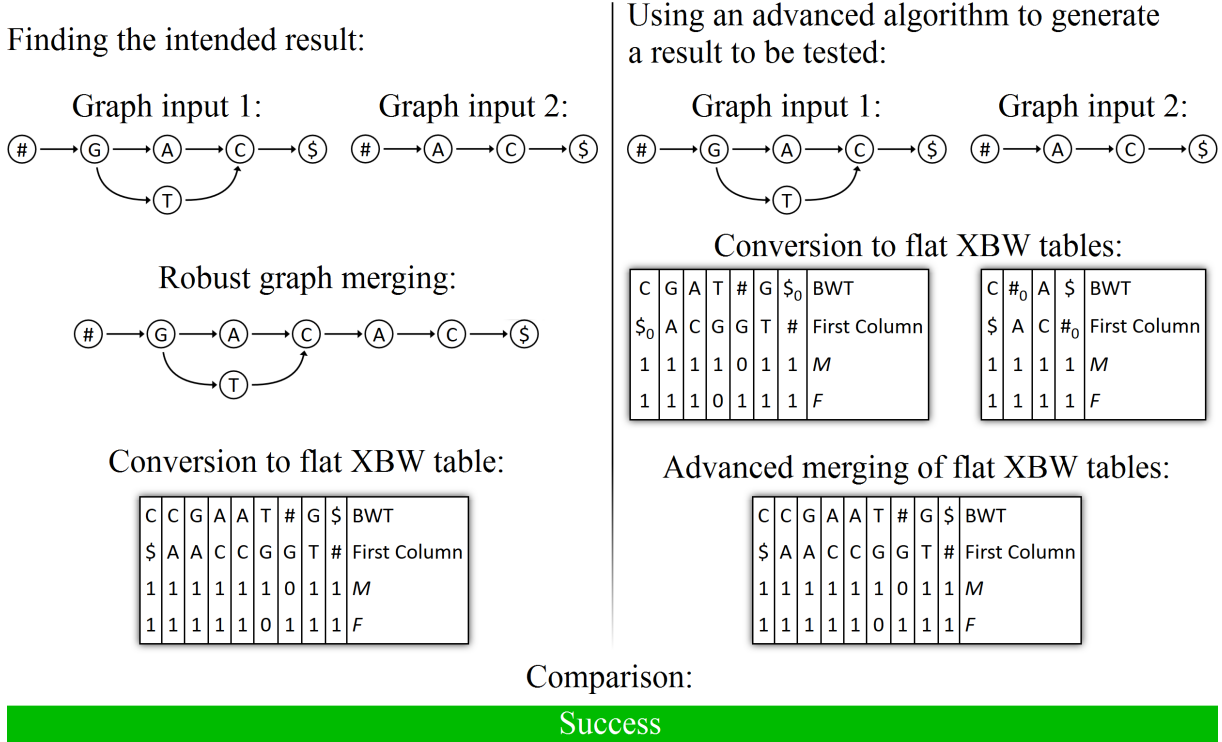 Finding the intended result:
Graph input 1:
Graph input 2:
# G A C $
T
# A C $
Robust graph merging:
# G A C A C $
T
Conversion to flat XBW table:
C C G A A T # G $ BWT
$ A A C C G G T # First Column
1 1 1 1 1 1 0 1 1 M
1 1 1 1 1 0 1 1 1 F
Using an advanced algorithm to generate
a result to be tested:
Graph input 1:
Graph input 2:
# G A C $
T
# A C $
Conversion to flat XBW tables:
C G A T # G $₀ BWT
$₀ A C G G T # First Column
1 1 1 1 0 1 1 M
1 1 1 0 1 1 1 F
C #₀ A $ BWT
$ A C #₀ First Column
1 1 1 1 M
1 1 1 1 F
Advanced merging of flat XBW tables:
C C G A A T # G $ BWT
$ A A C C G G T # First Column
1 1 1 1 1 1 0 1 1 M
1 1 1 1 1 0 1 1 1 F
Comparison:
Success